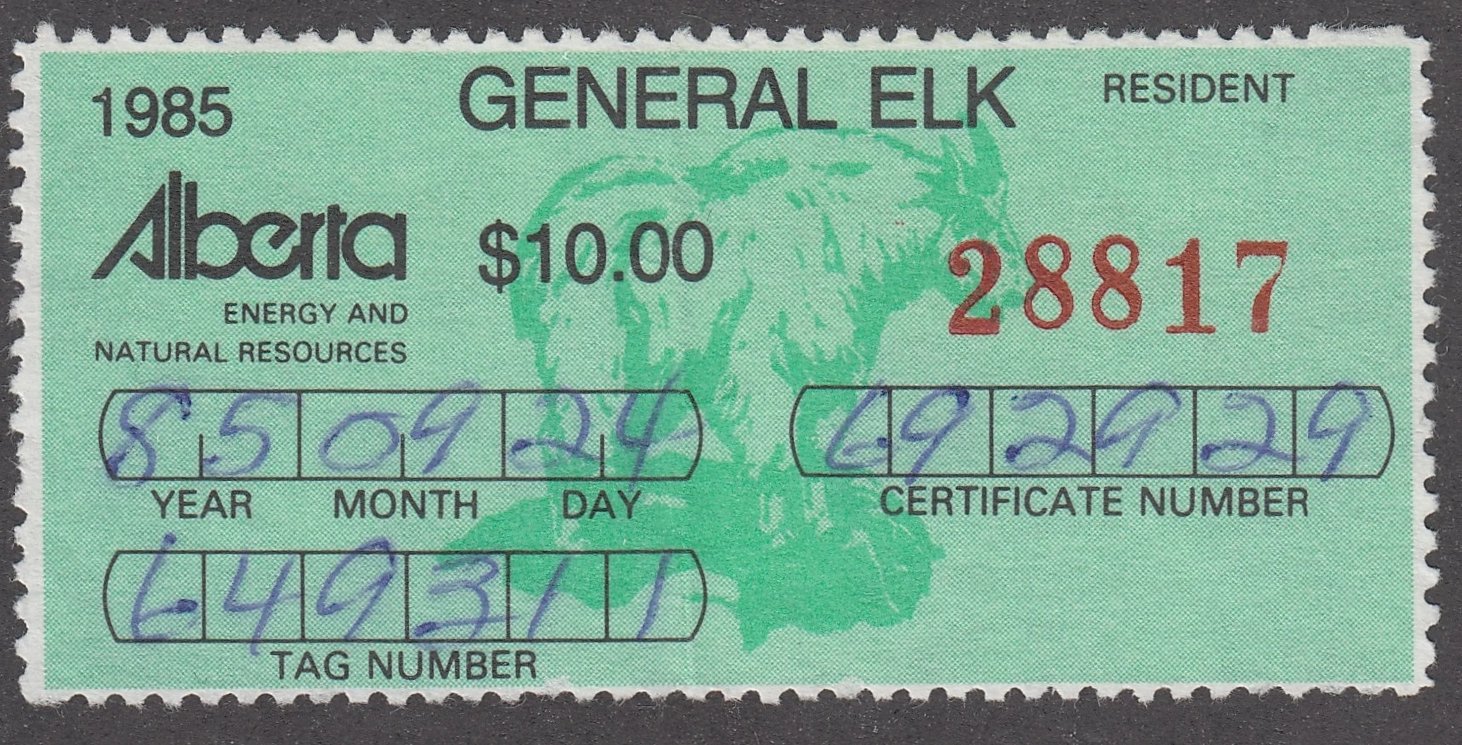 1985 GENERAL ELK RESIDENT
Alberta
$10.00
28817
ENERGY AND
NATURAL RESOURCES
85 09 24
YEAR MONTH DAY
692929
CERTIFICATE NUMBER
649311
TAG NUMBER